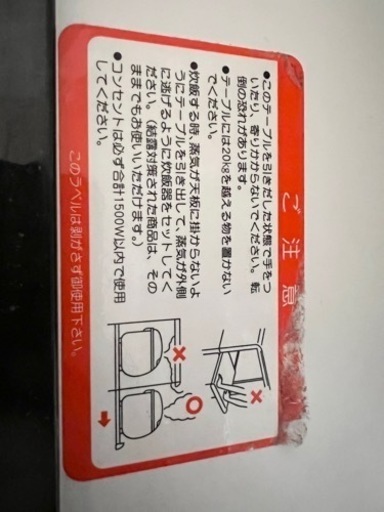 ご注意
●このテーブルを引きだした状態で手をつ
いたり、寄りかからないでください。転
倒の恐れがあります。
●テーブルには20kgを越える物を置かない
でください。
●炊飯する時、蒸気が天板に掛からないよ
うにテーブルを引き出して、蒸気が外側
に逃げるように炊飯器をセットしてく
ださい。（結露対策された商品は、その
ままでもお使いいただけます。）
●コンセントは必ず合計1500W以内で使用
してください。
このラベルは剥がさず御使用下さい。